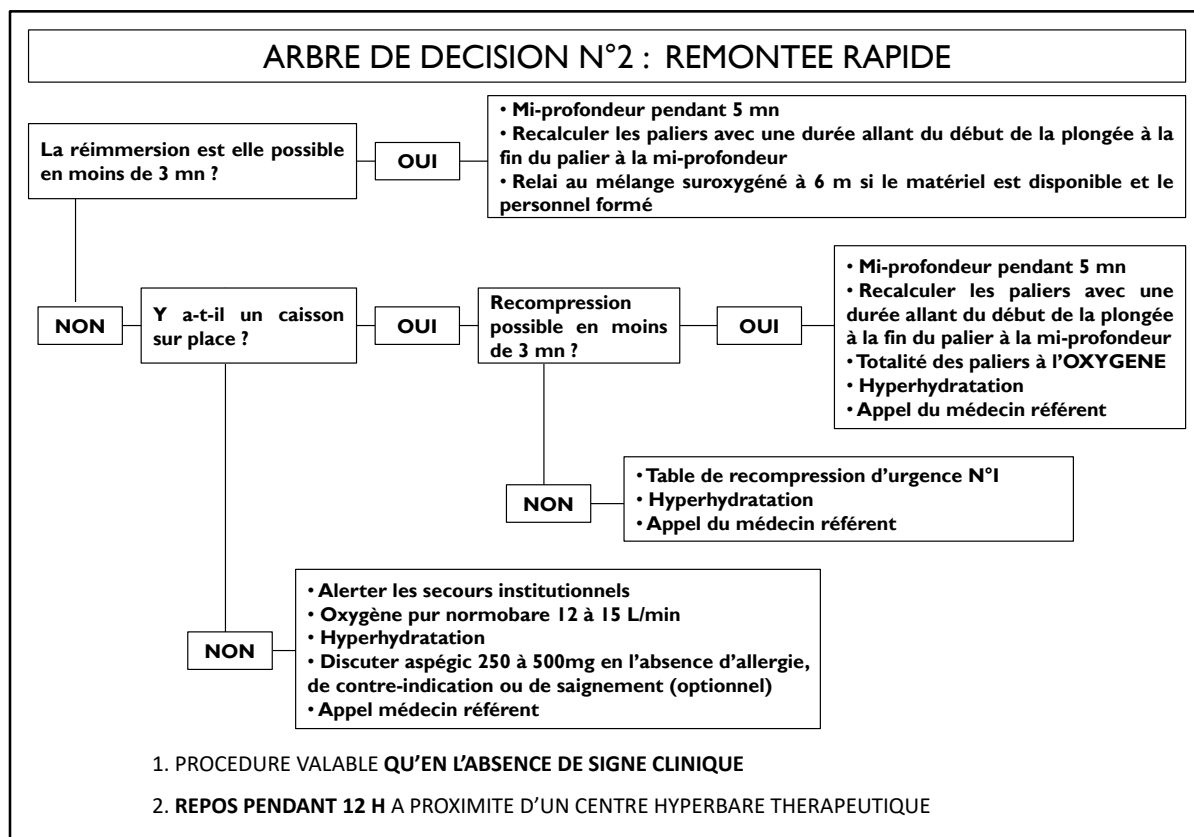 ARBRE DE DECISION N°2 : REMONTEE RAPIDE
La réimmersion est elle possible
en moins de 3 mn ?
OUI
• Mi-profondeur pendant 5 mn
• Recalculer les paliers avec une durée allant du début de la plongée à la
fin du palier à la mi-profondeur
• Relai au mélange suroxygéné à 6 m si le matériel est disponible et le
personnel formé
NON
Y a-t-il un caisson
sur place ?
OUI
Recompression
possible en moins
de 3 mn ?
OUI
• Mi-profondeur pendant 5 mn
• Recalculer les paliers avec une
durée allant du début de la plongée
à la fin du palier à la mi-profondeur
• Totalité des paliers à l’OXYGENE
• Hyperhydratation
• Appel du médecin référent
NON
• Table de recompression d’urgence N°1
• Hyperhydratation
• Appel du médecin référent
NON
• Alerter les secours institutionnels
• Oxygène pur normobare 12 à 15 L/min
• Hyperhydratation
• Discuter aspégic 250 à 500mg en l’absence d’allergie,
de contre-indication ou de saignement (optionnel)
• Appel médecin référent
1. PROCEDURE VALABLE QU’EN L’ABSENCE DE SIGNE CLINIQUE
2. REPOS PENDANT 12 H A PROXIMITE D’UN CENTRE HYPERBARE THERAPEUTIQUE